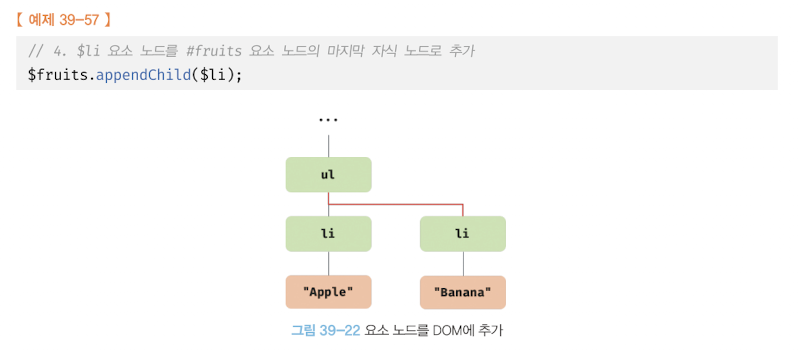 【 예제 39-57 】
// 4. $li 요소 노드를 #fruits 요소 노드의 마지막 자식 노드로 추가
$fruits.appendChild($li);
...
ul
li li
"Apple" "Banana"
그림 39-22 요소 노드를 DOM에 추가